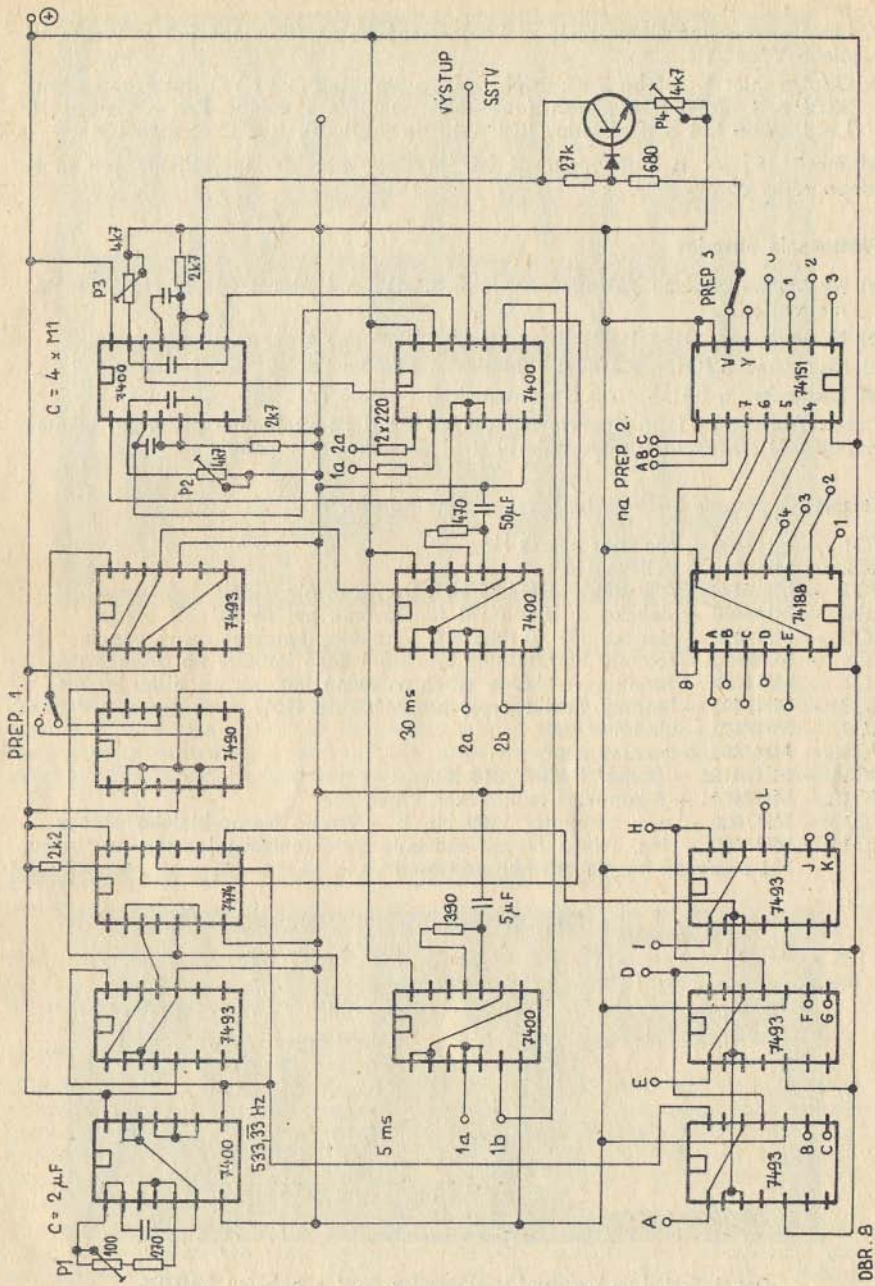 PREP. 1.
C = 2 µF
P1
100
270
7400
533,33 Hz
7493
2k2
7474
7490
7493
P2
4k7
2k7
C = 4 x M1
7400
P3
4k7
2k7
5 ms
1a
1b
390
5µF
7400
30 ms
2a
2b
470
50µF
7400
1a 2a
2x220
7400
VÝSTUP
SSTV
27k
680
P4
4k7
A
7493
B
C
E
D
7493
F
G
I
H
7493
J
K
L
B
A
B
C
D
E
74188
4
3
2
1
na PREP 2.
A B C
7
6
5
4
W
Y
74151
PREP 3
0
1
2
3
OBR. 8